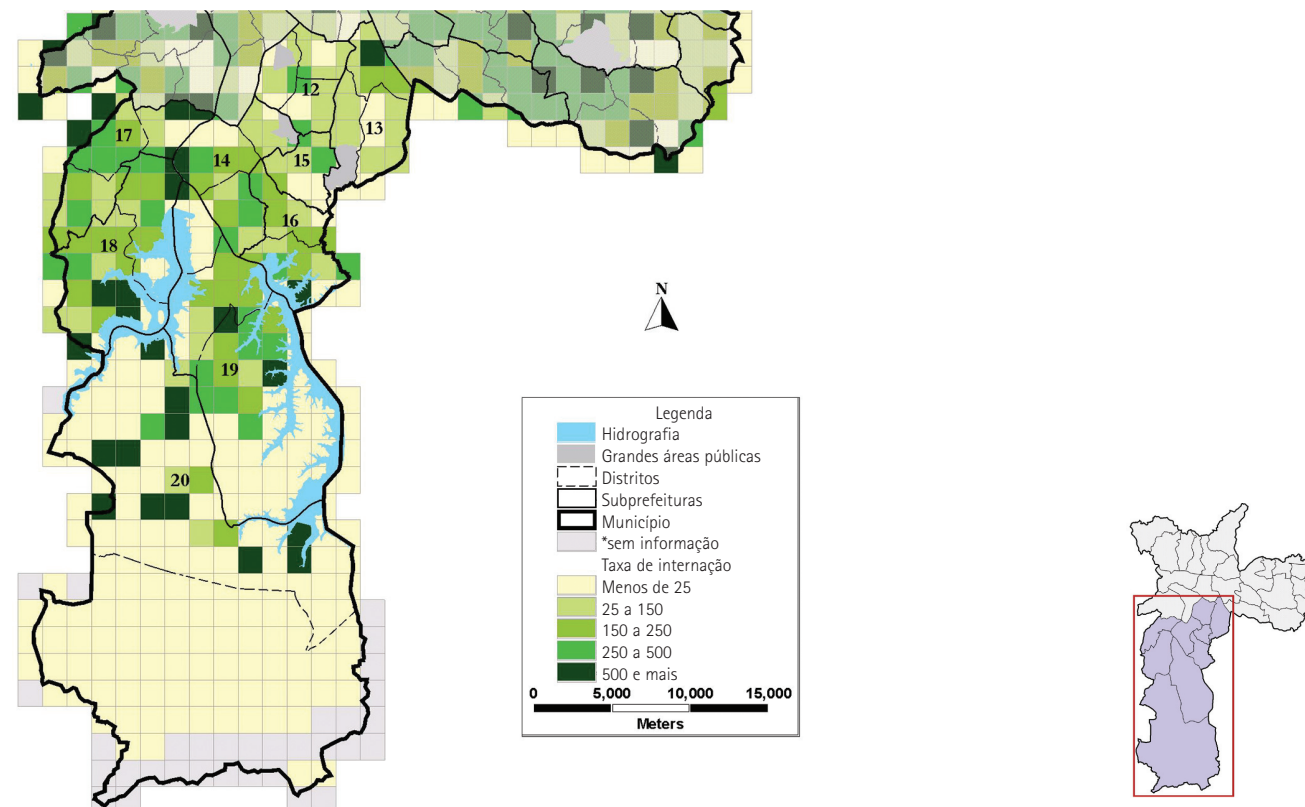 12
13
17
14
15
16
18
N
19
20
Legenda
Hidrografia
Grandes áreas públicas
Distritos
Subprefeituras
Município
*sem informação
Taxa de internação
Menos de 25
25 a 150
150 a 250
250 a 500
500 e mais
0 5,000 10,000 15,000
Meters